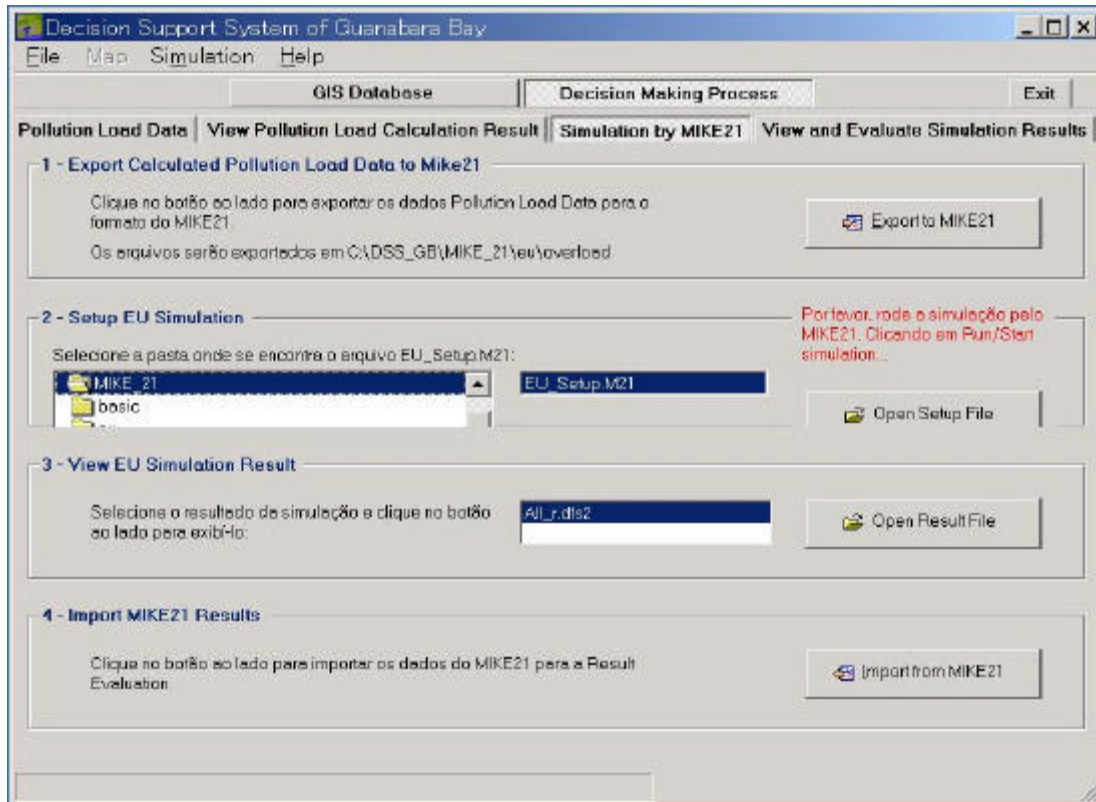 Decision Support System of Guanabara Bay
File Map Simulation Help
GIS Database Decision Making Process Exit
Pollution Load Data View Pollution Load Calculation Result Simulation by MIKE21 View and Evaluate Simulation Results
1 - Export Calculated Pollution Load Data to Mike21
Clique no botão ao lado para exportar os dados Pollution Load Data para o
formato do MIKE21.
Os arquivos serão exportados em C:\DSS_GB\MIKE_21\eu\overload
Export to MIKE21
2 - Setup EU Simulation
Por favor, rode a simulação pelo
MIKE21. Clicando em Run/Start
simulation...
Selecione a pasta onde se encontra o arquivo EU_Setup.M21:
MIKE_21
basic
EU_Setup.M21
Open Setup File
3 - View EU Simulation Result
Selecione o resultado da simulação e clique no botão
ao lado para exibí-lo:
All_r.dfs2
Open Result File
4 - Import MIKE21 Results
Clique no botão ao lado para importar os dados do MIKE21 para a Result
Evaluation.
Import from MIKE21